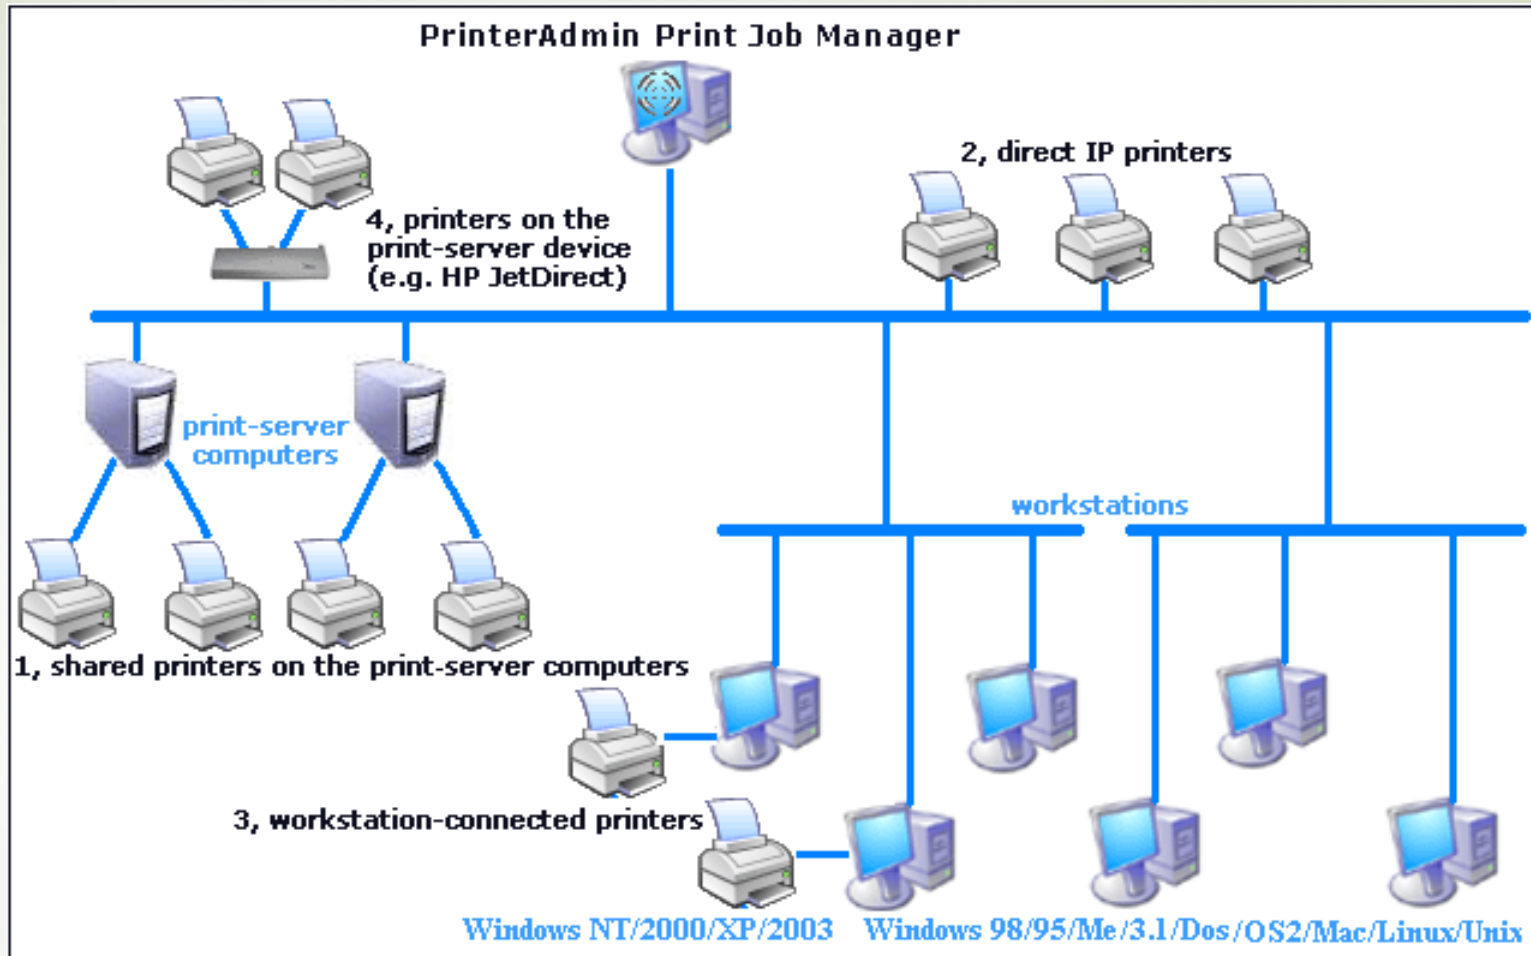 PrinterAdmin Print Job Manager
2, direct IP printers
4, printers on the
print-server device
(e.g. HP JetDirect)
print-server
computers
workstations
1, shared printers on the print-server computers
3, workstation-connected printers
Windows NT/2000/XP/2003
Windows 98/95/Me/3.1/Dos/OS2/Mac/Linux/Unix